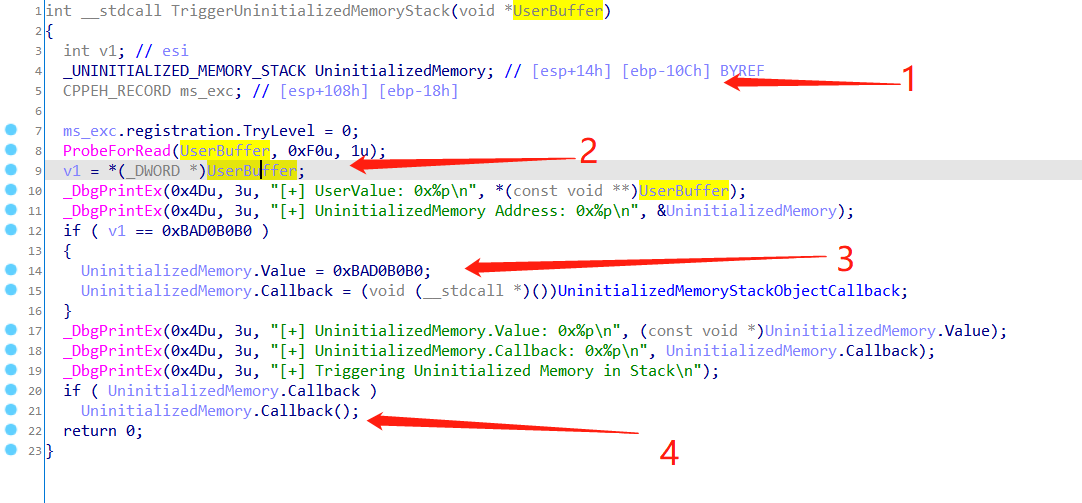 1 int __stdcall TriggerUninitializedMemoryStack(void *UserBuffer)
2 {
3 int v1; // esi
4 _UNINITIALIZED_MEMORY_STACK UninitializedMemory; // [esp+14h] [ebp-10Ch] BYREF
1
5 CPPEH_RECORD ms_exc; // [esp+108h] [ebp-18h]
6
7 ms_exc.registration.TryLevel = 0;
8 ProbeForRead(UserBuffer, 0xF0u, 1u);
2
9 v1 = *(_DWORD *)UserBuffer;
10 _DbgPrintEx(0x4Du, 3u, "[+] UserValue: 0x%p\n", *(const void **)UserBuffer);
11 _DbgPrintEx(0x4Du, 3u, "[+] UninitializedMemory Address: 0x%p\n", &UninitializedMemory);
12 if ( v1 == 0xBAD0B0B0 )
13 {
14 UninitializedMemory.Value = 0xBAD0B0B0;
3
15 UninitializedMemory.Callback = (void (__stdcall *)())UninitializedMemoryStackObjectCallback;
16 }
17 _DbgPrintEx(0x4Du, 3u, "[+] UninitializedMemory.Value: 0x%p\n", (const void *)UninitializedMemory.Value);
18 _DbgPrintEx(0x4Du, 3u, "[+] UninitializedMemory.Callback: 0x%p\n", UninitializedMemory.Callback);
19 _DbgPrintEx(0x4Du, 3u, "[+] Triggering Uninitialized Memory in Stack\n");
20 if ( UninitializedMemory.Callback )
21 UninitializedMemory.Callback();
22 return 0;
4
23 }